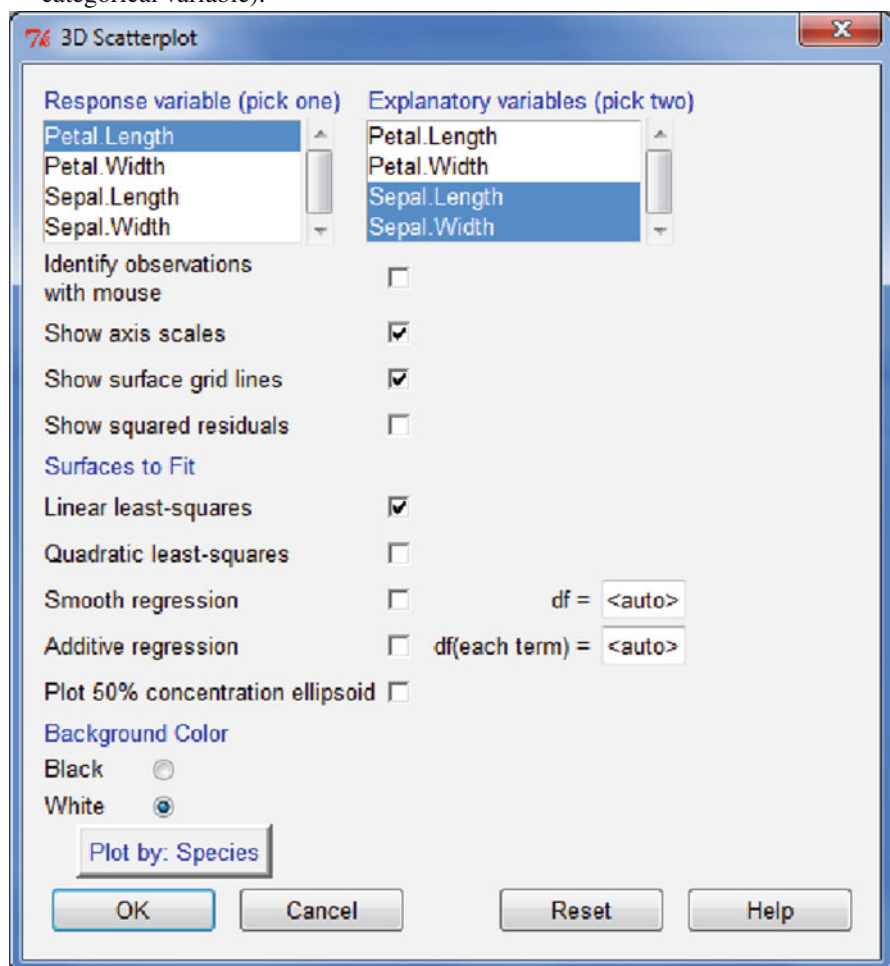 categorical variable).
3D Scatterplot
Response variable (pick one) Explanatory variables (pick two)
Petal.Length Petal.Length
Petal.Width Petal.Width
Sepal.Length Sepal.Length
Sepal.Width Sepal.Width
Identify observations
with mouse
Show axis scales
Show surface grid lines
Show squared residuals
Surfaces to Fit
Linear least-squares
Quadratic least-squares
Smooth regression df = <auto>
Additive regression df(each term) = <auto>
Plot 50% concentration ellipsoid
Background Color
Black
White
Plot by: Species
OK Cancel Reset Help